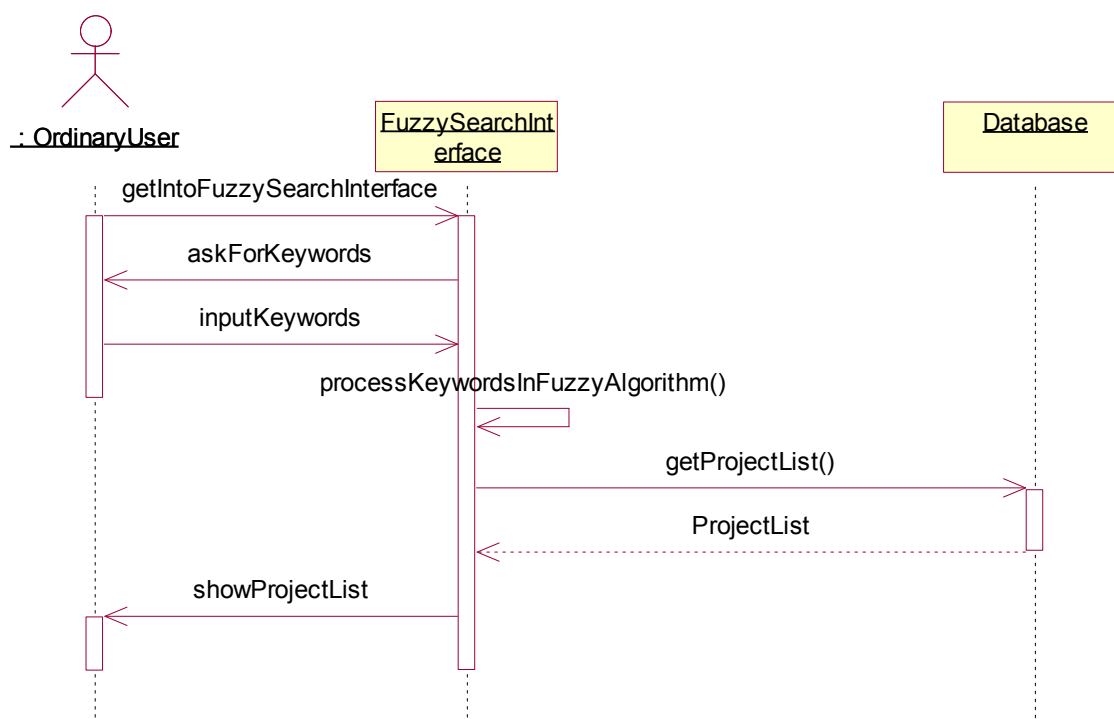 : OrdinaryUser
FuzzySearchInt
erface
Database
getIntoFuzzySearchInterface
askForKeywords
inputKeywords
processKeywordsInFuzzyAlgorithm()
getProjectList()
ProjectList
showProjectList